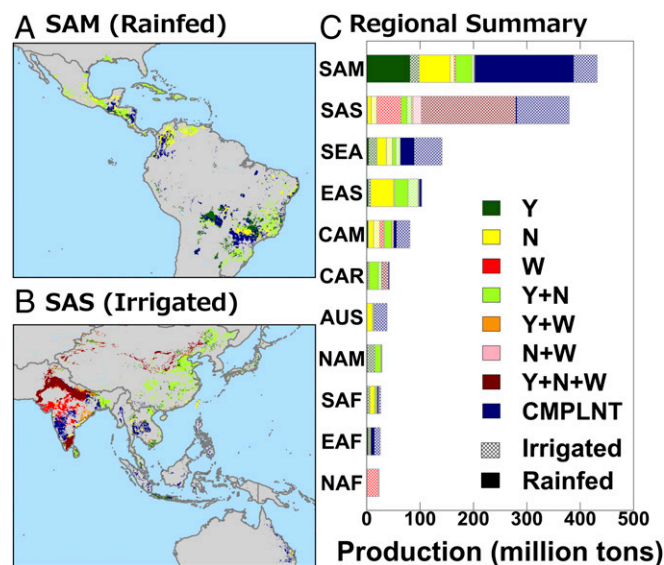 A SAM (Rainfed)
B SAS (Irrigated)
C Regional Summary
SAM
SAS
SEA
EAS
CAM
CAR
AUS
NAM
SAF
EAF
NAF
Y
N
W
Y+N
Y+W
N+W
Y+N+W
CMPLNT
Irrigated
Rainfed
0 100 200 300 400 500
Production (million tons)